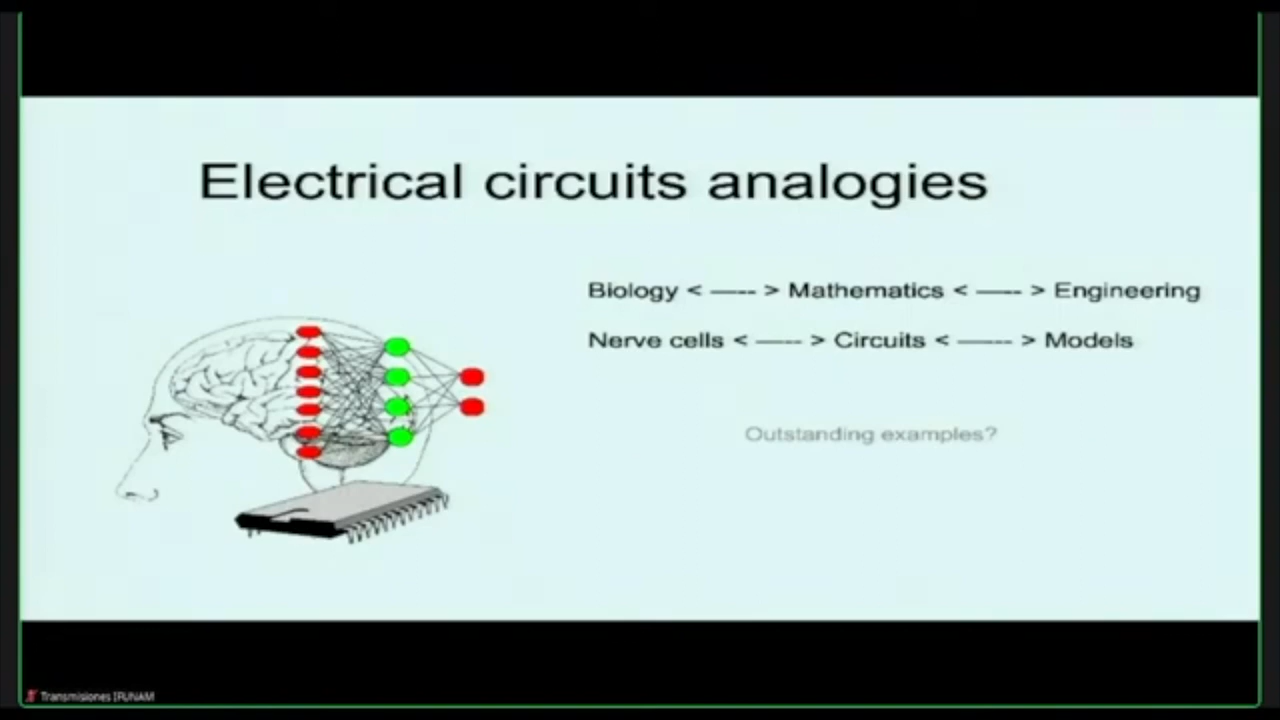 Electrical circuits analogies
Biology < —--- > Mathematics < —--- > Engineering
Nerve cells < —--- > Circuits < —---- > Models
Outstanding examples?
Transmisiones IFUNAM